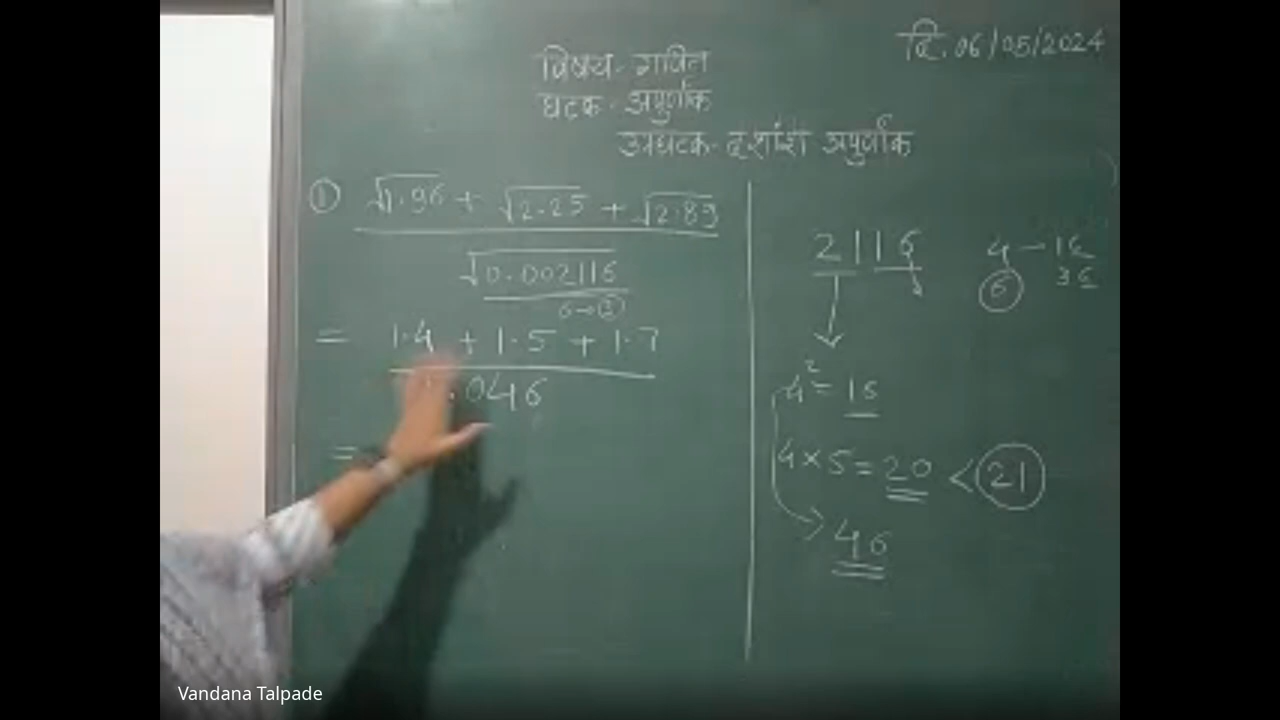 दि. 06/05/2024
विषय - गणित
घटक - अपुर्णांक
उपघटक - दशांश अपुर्णांक
① √1.96 + √2.25 + √2.89
√0.002116
6→③
= 1.4 + 1.5 + 1.7
.046
=
2116
4 - 16
⑥ 36
4² = 16
4×5 = 20 < 21
46
Vandana Talpade